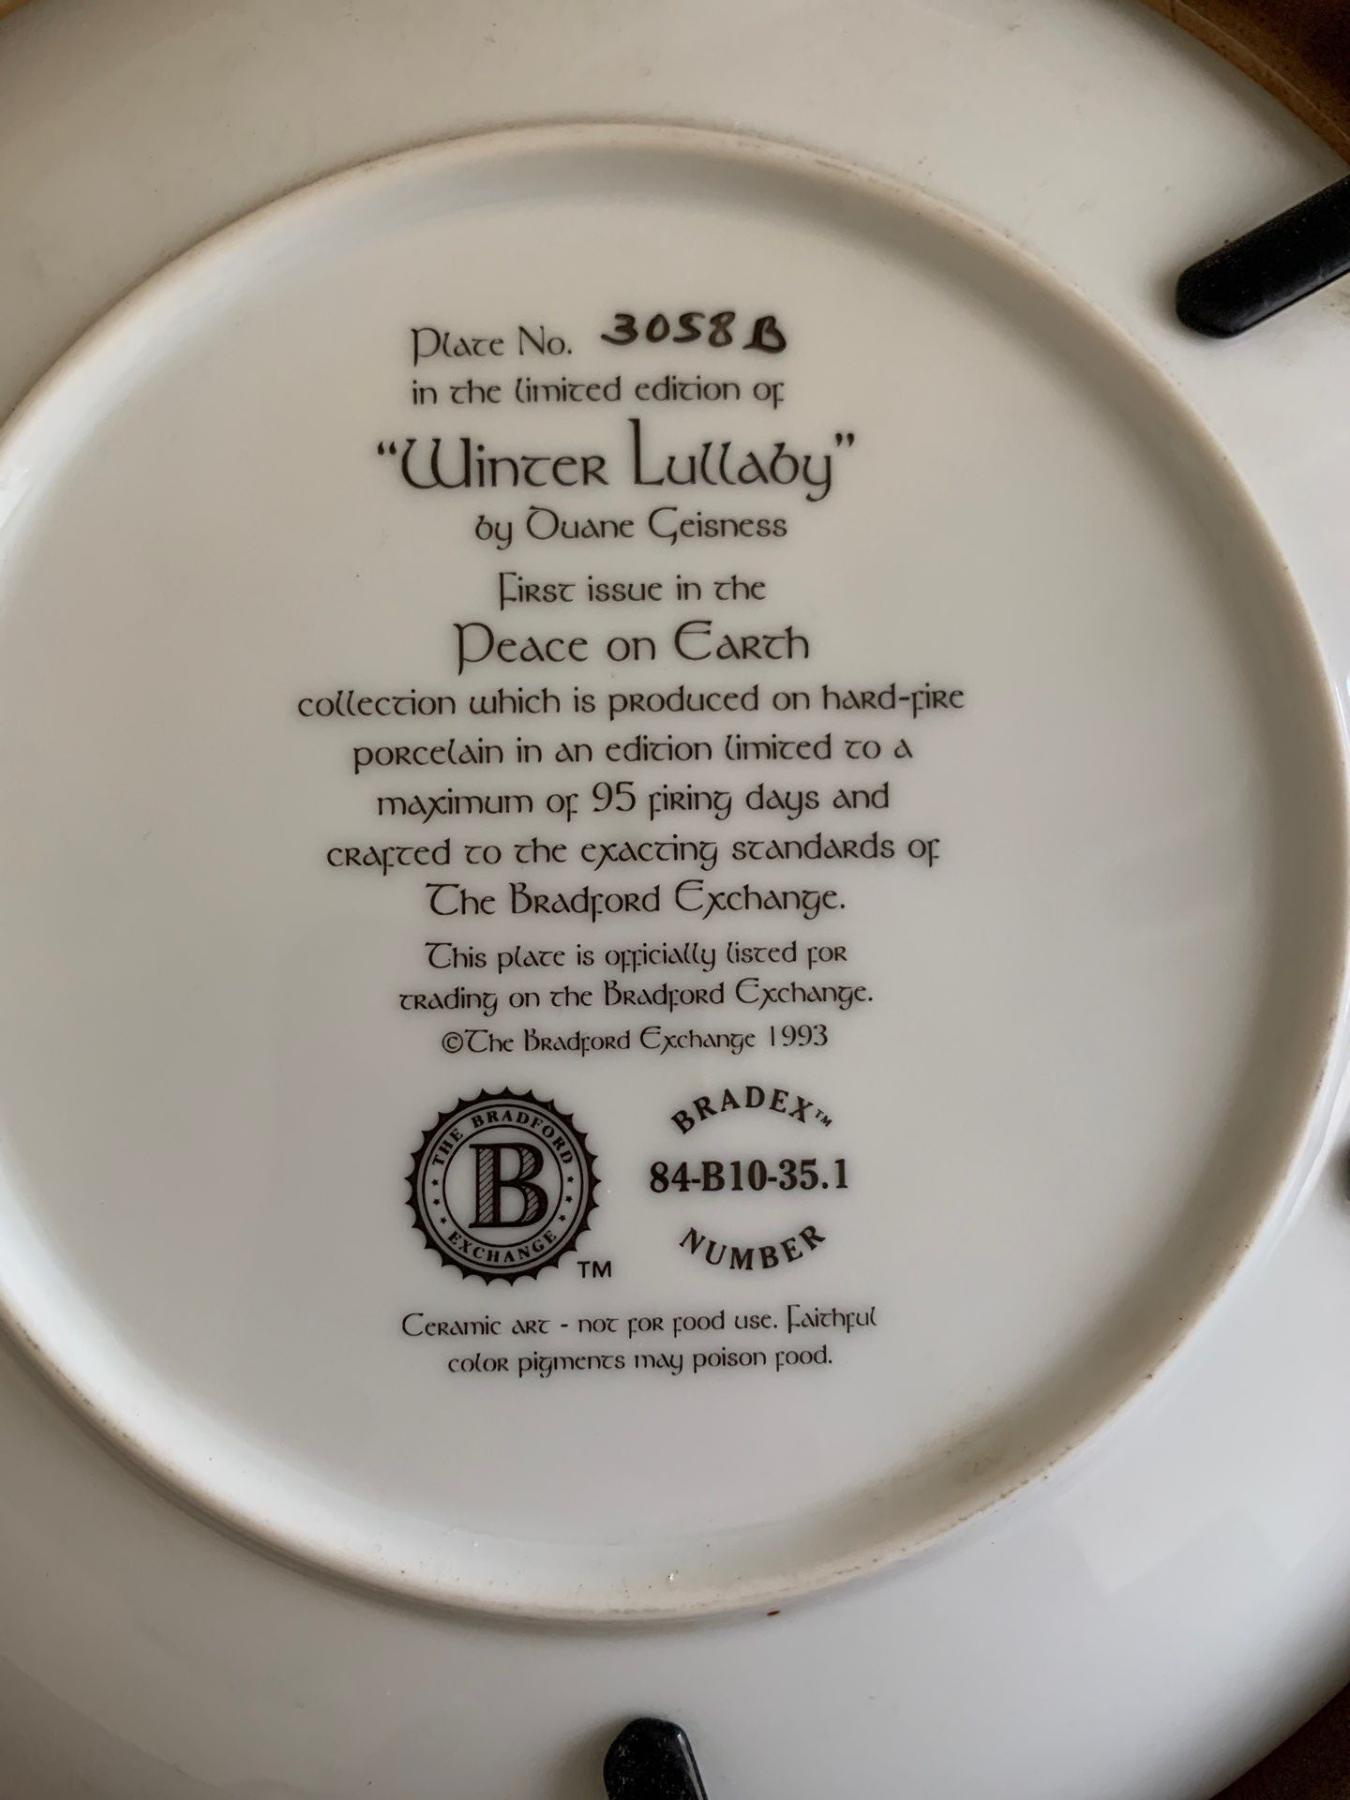 Plate No. 3058B
in the limited edition of
“Winter Lullaby”
by Duane Geisness
First issue in the
Peace on Earth
collection which is produced on hard-fire
porcelain in an edition limited to a
maximum of 95 firing days and
crafted to the exacting standards of
The Bradford Exchange.
This plate is officially listed for
trading on the Bradford Exchange.
©The Bradford Exchange 1993
THE BRADFORD
B
EXCHANGE
TM
BRADEX™
84-B10-35.1
NUMBER
Ceramic art - not for food use. Faithful
color pigments may poison food.